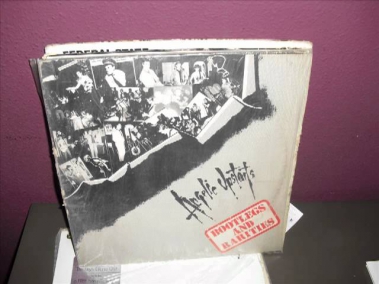 FEDERAL STATE
Angelic Upstarts
BOOTLEGS
AND
RARITIES